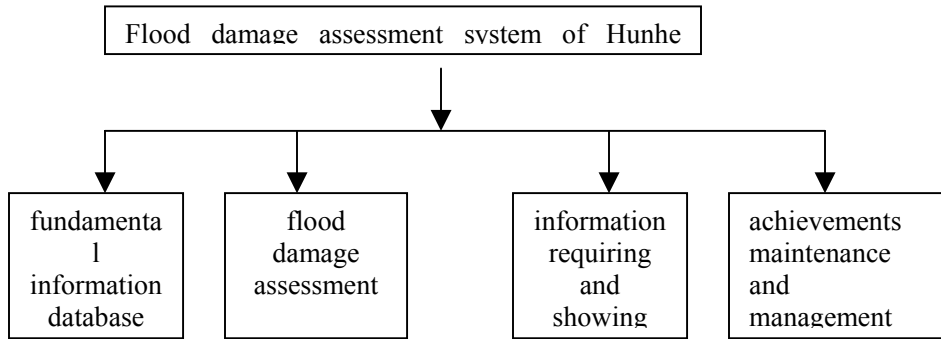 Flood damage assessment system of Hunhe
fundamenta
l
information
database
flood
damage
assessment
information
requiring
and
showing
achievements
maintenance
and
management